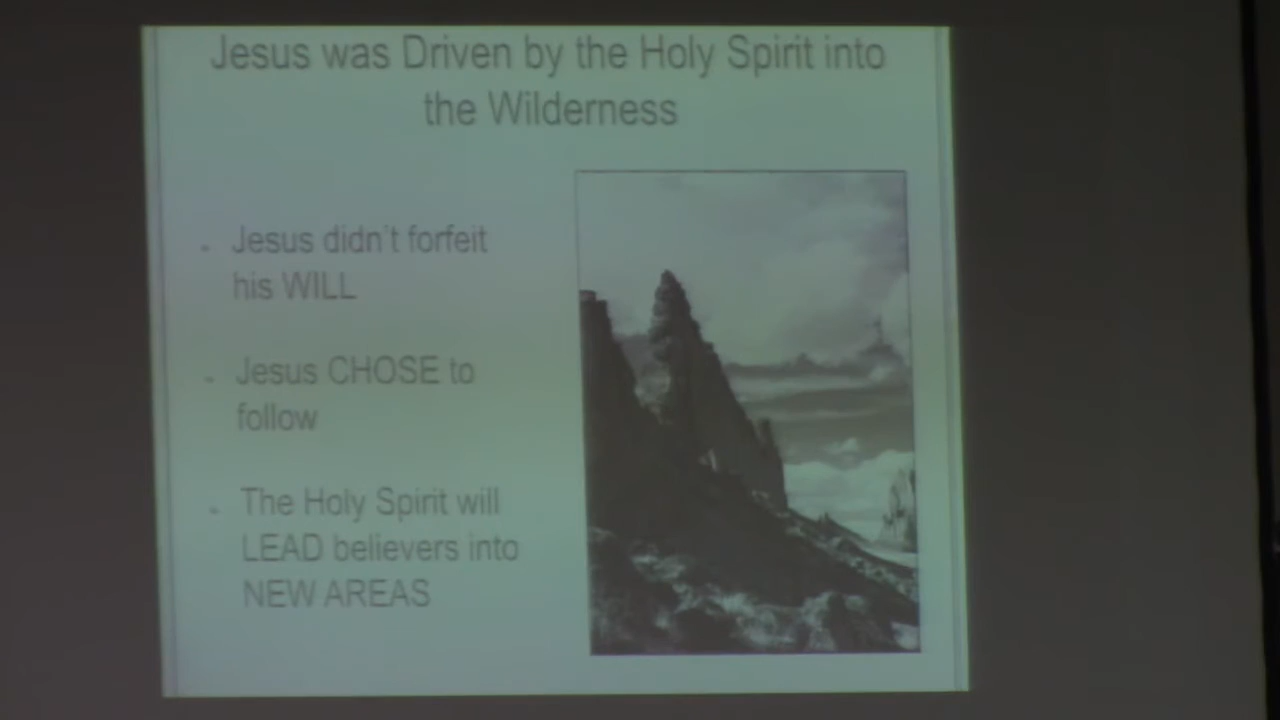 Jesus was Driven by the Holy Spirit into
the Wilderness
Jesus didn't forfeit
his WILL
Jesus CHOSE to
follow
The Holy Spirit will
LEAD believers into
NEW AREAS